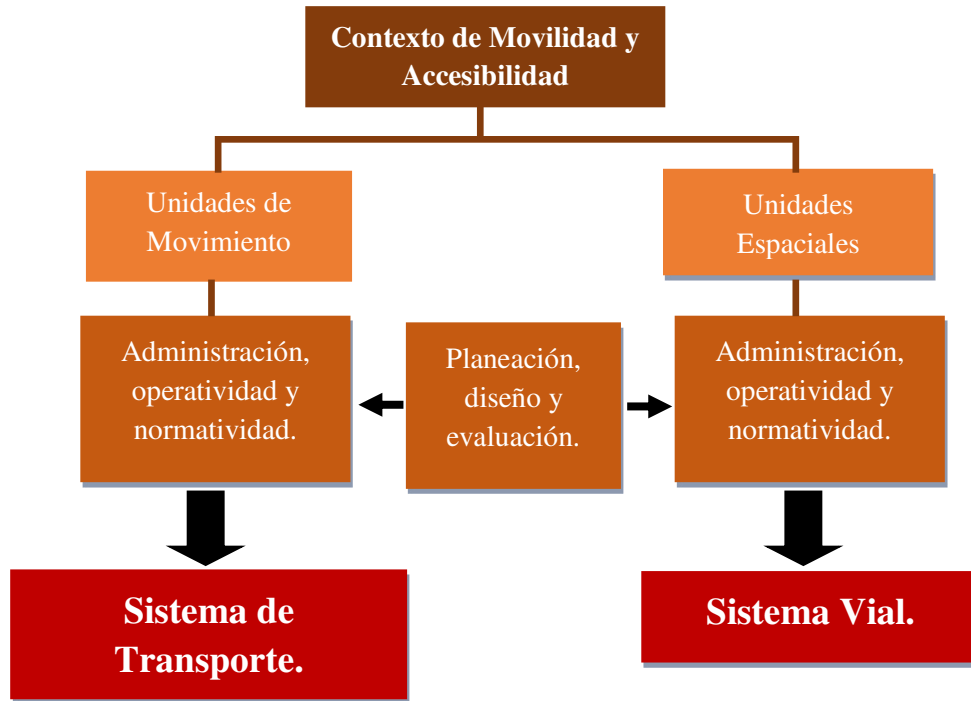 Contexto de Movilidad y
Accesibilidad
Unidades de
Movimiento
Unidades
Espaciales
Administración,
operatividad y
normatividad.
Planeación,
diseño y
evaluación.
Administración,
operatividad y
normatividad.
Sistema de
Transporte.
Sistema Vial.